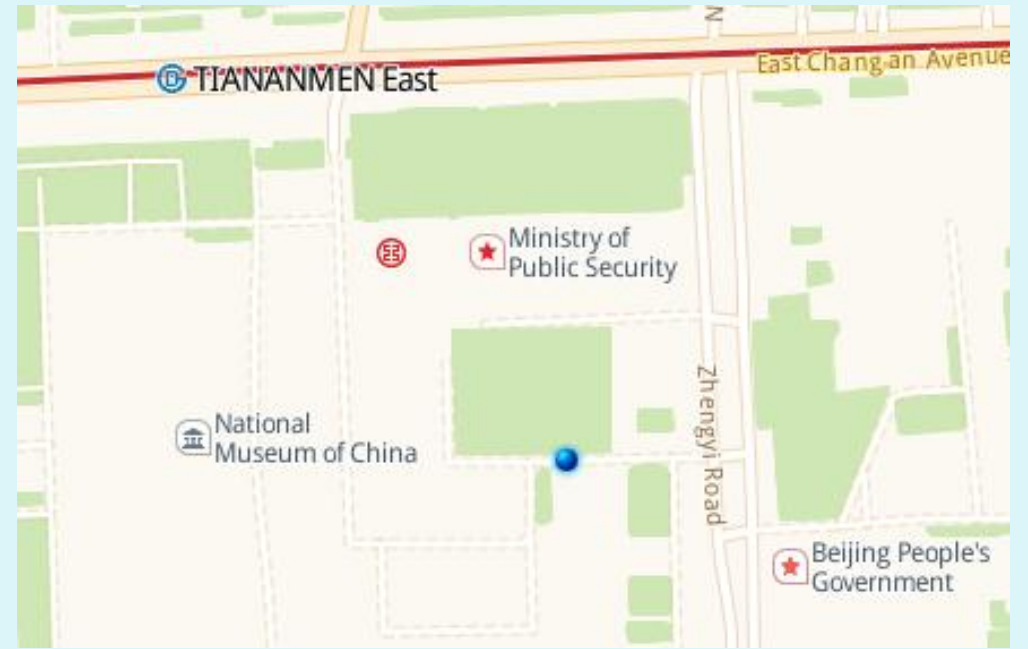 N
TIANANMEN East
East Chang an Avenue
Ministry of
Public Security
Zhengyi Road
National
Museum of China
Beijing People's
Government